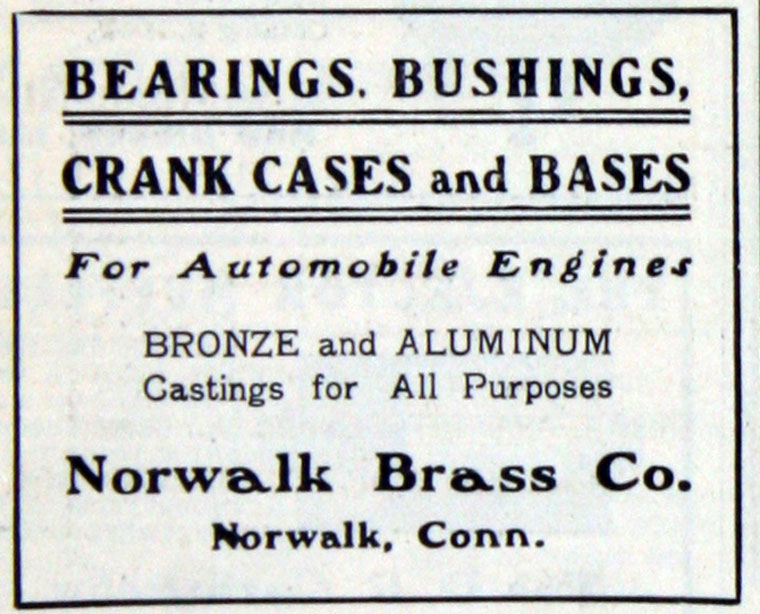 BEARINGS. BUSHINGS,
CRANK CASES and BASES
For Automobile Engines
BRONZE and ALUMINUM
Castings for All Purposes
Norwalk Brass Co.
Norwalk, Conn.